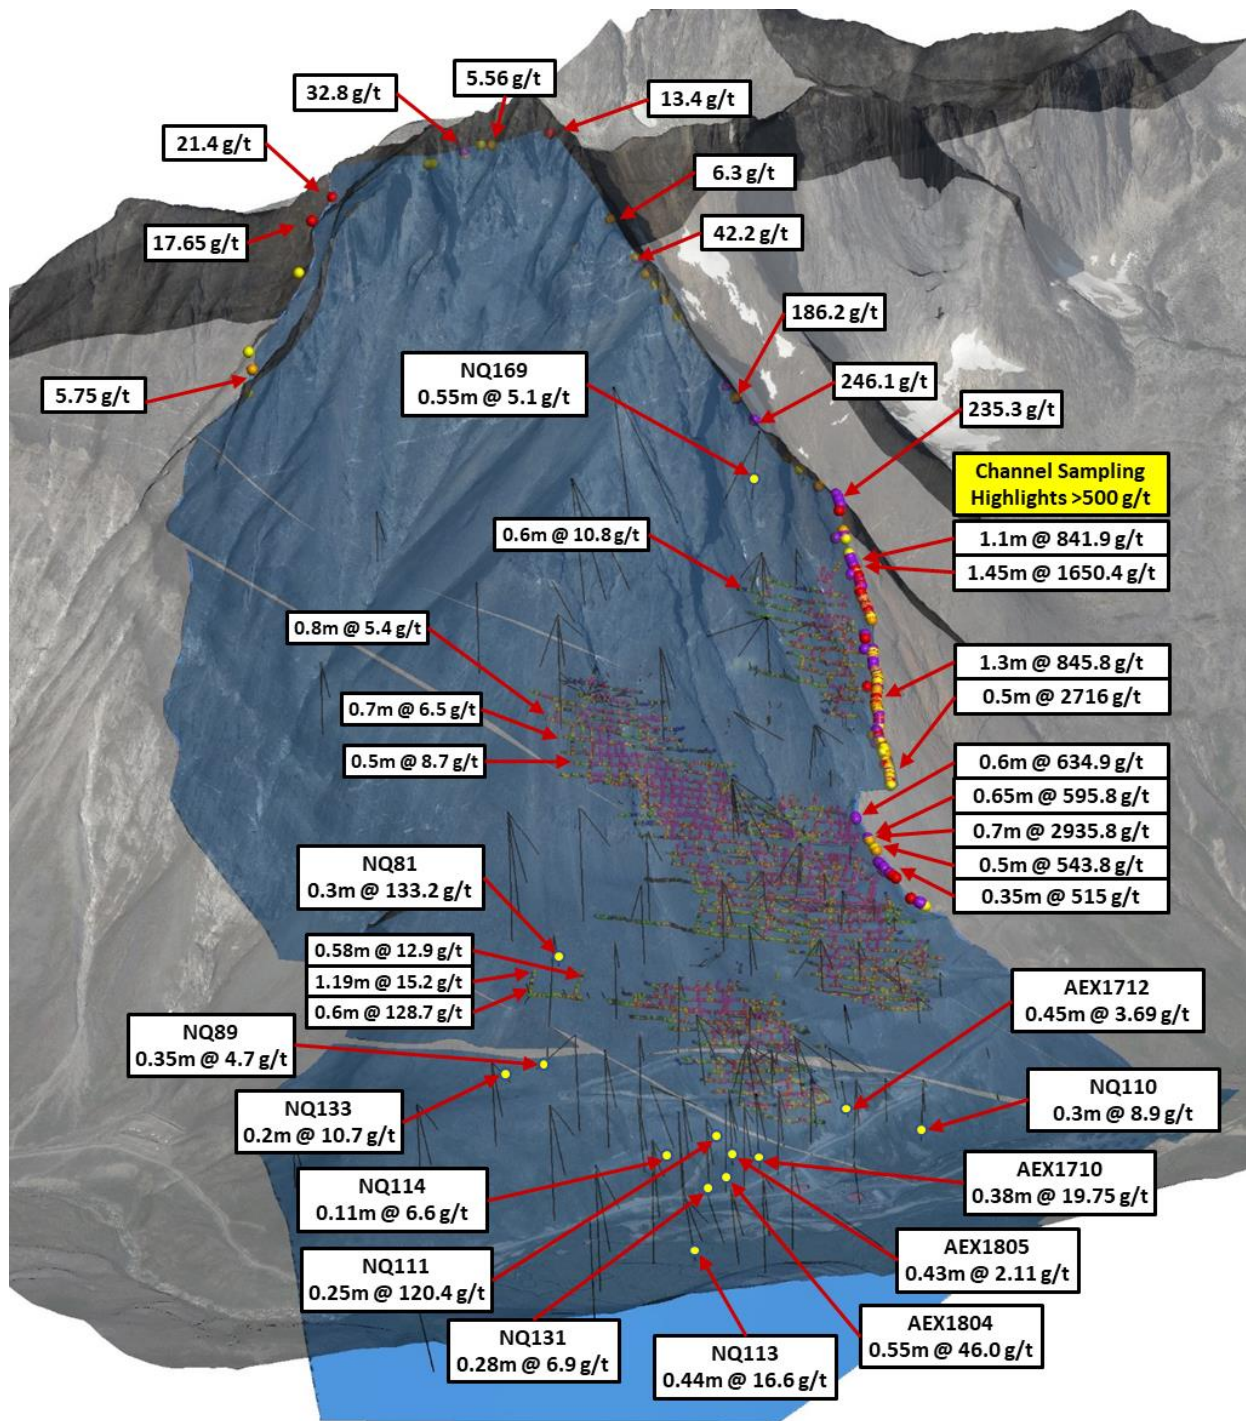 5.56 g/t
32.8 g/t
13.4 g/t
21.4 g/t
6.3 g/t
17.65 g/t
42.2 g/t
186.2 g/t
NQ169
0.55m @ 5.1 g/t
246.1 g/t
5.75 g/t
235.3 g/t
Channel Sampling
Highlights >500 g/t
0.6m @ 10.8 g/t
1.1m @ 841.9 g/t
1.45m @ 1650.4 g/t
0.8m @ 5.4 g/t
1.3m @ 845.8 g/t
0.5m @ 2716 g/t
0.7m @ 6.5 g/t
0.5m @ 8.7 g/t
0.6m @ 634.9 g/t
0.65m @ 595.8 g/t
0.7m @ 2935.8 g/t
0.5m @ 543.8 g/t
0.35m @ 515 g/t
NQ81
0.3m @ 133.2 g/t
0.58m @ 12.9 g/t
1.19m @ 15.2 g/t
0.6m @ 128.7 g/t
AEX1712
0.45m @ 3.69 g/t
NQ89
0.35m @ 4.7 g/t
NQ110
0.3m @ 8.9 g/t
NQ133
0.2m @ 10.7 g/t
AEX1710
0.38m @ 19.75 g/t
NQ114
0.11m @ 6.6 g/t
AEX1805
0.43m @ 2.11 g/t
NQ111
0.25m @ 120.4 g/t
AEX1804
0.55m @ 46.0 g/t
NQ131
0.28m @ 6.9 g/t
NQ113
0.44m @ 16.6 g/t